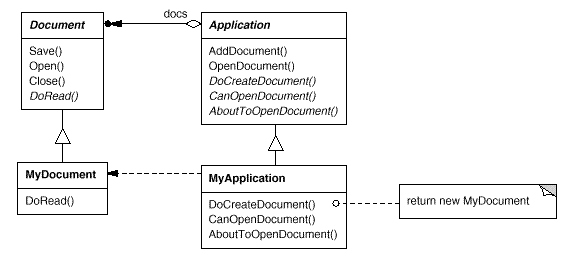 docs
Document
Save()
Open()
Close()
DoRead()
Application
AddDocument()
OpenDocument()
DoCreateDocument()
CanOpenDocument()
AboutToOpenDocument()
MyDocument
DoRead()
MyApplication
DoCreateDocument()
CanOpenDocument()
AboutToOpenDocument()
return new MyDocument